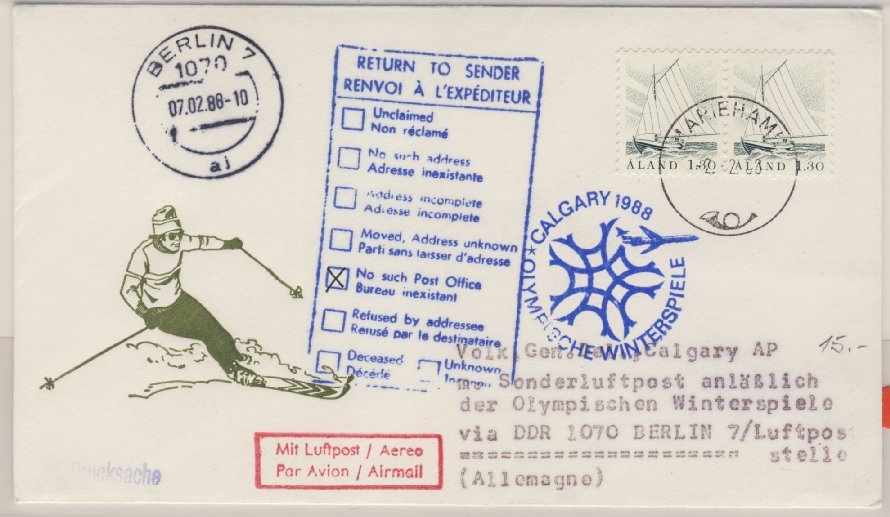 BERLIN 7
1070
07.02.88-10
ai
RETURN TO SENDER
RENVOI À L'EXPÉDITEUR
Unclaimed
Non réclamé
No such address
Adresse inexistante
Address incomplete
Adresse incomplete
Moved, Address unknown
Parti sans laisser d'adresse
No such Post Office
Bureau inexistant
Refused by addressee
Refusé par le destinataire
Deceased
Décédé
Unknown
ÅLAND 1.30
ÅLAND 1.30
MARIEHAMN
CALGARY 1988
OLYMPISCHE WINTERSPIELE
15.-
Calgary AP
Sonderluftpost anläßlich
der Olympischen Winterspiele
via DDR 1070 BERLIN 7/Luftpos
stelle
(Allemagne)
Mit Luftpost / Aereo
Par Avion / Airmail
Drucksache